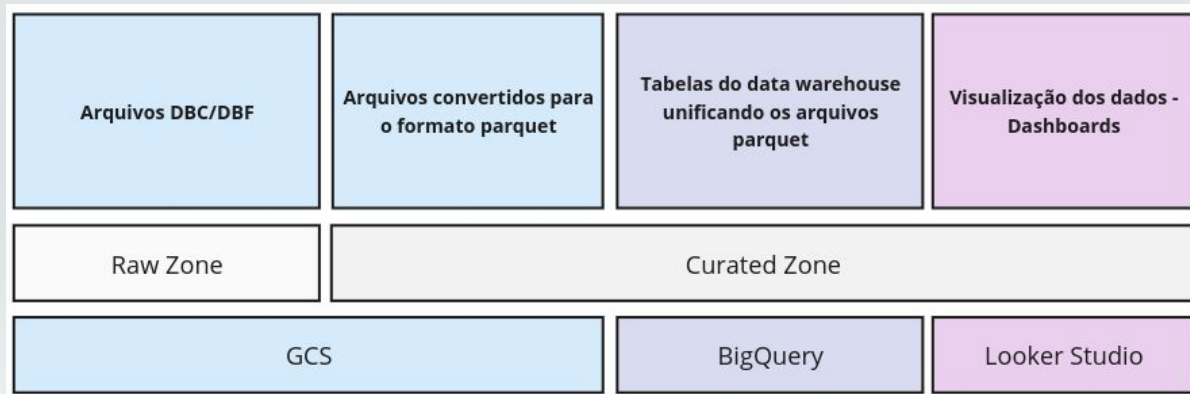 Arquivos DBC/DBF
Arquivos convertidos para
o formato parquet
Tabelas do data warehouse
unificando os arquivos
parquet
Visualização dos dados -
Dashboards
Raw Zone
Curated Zone
GCS
BigQuery
Looker Studio